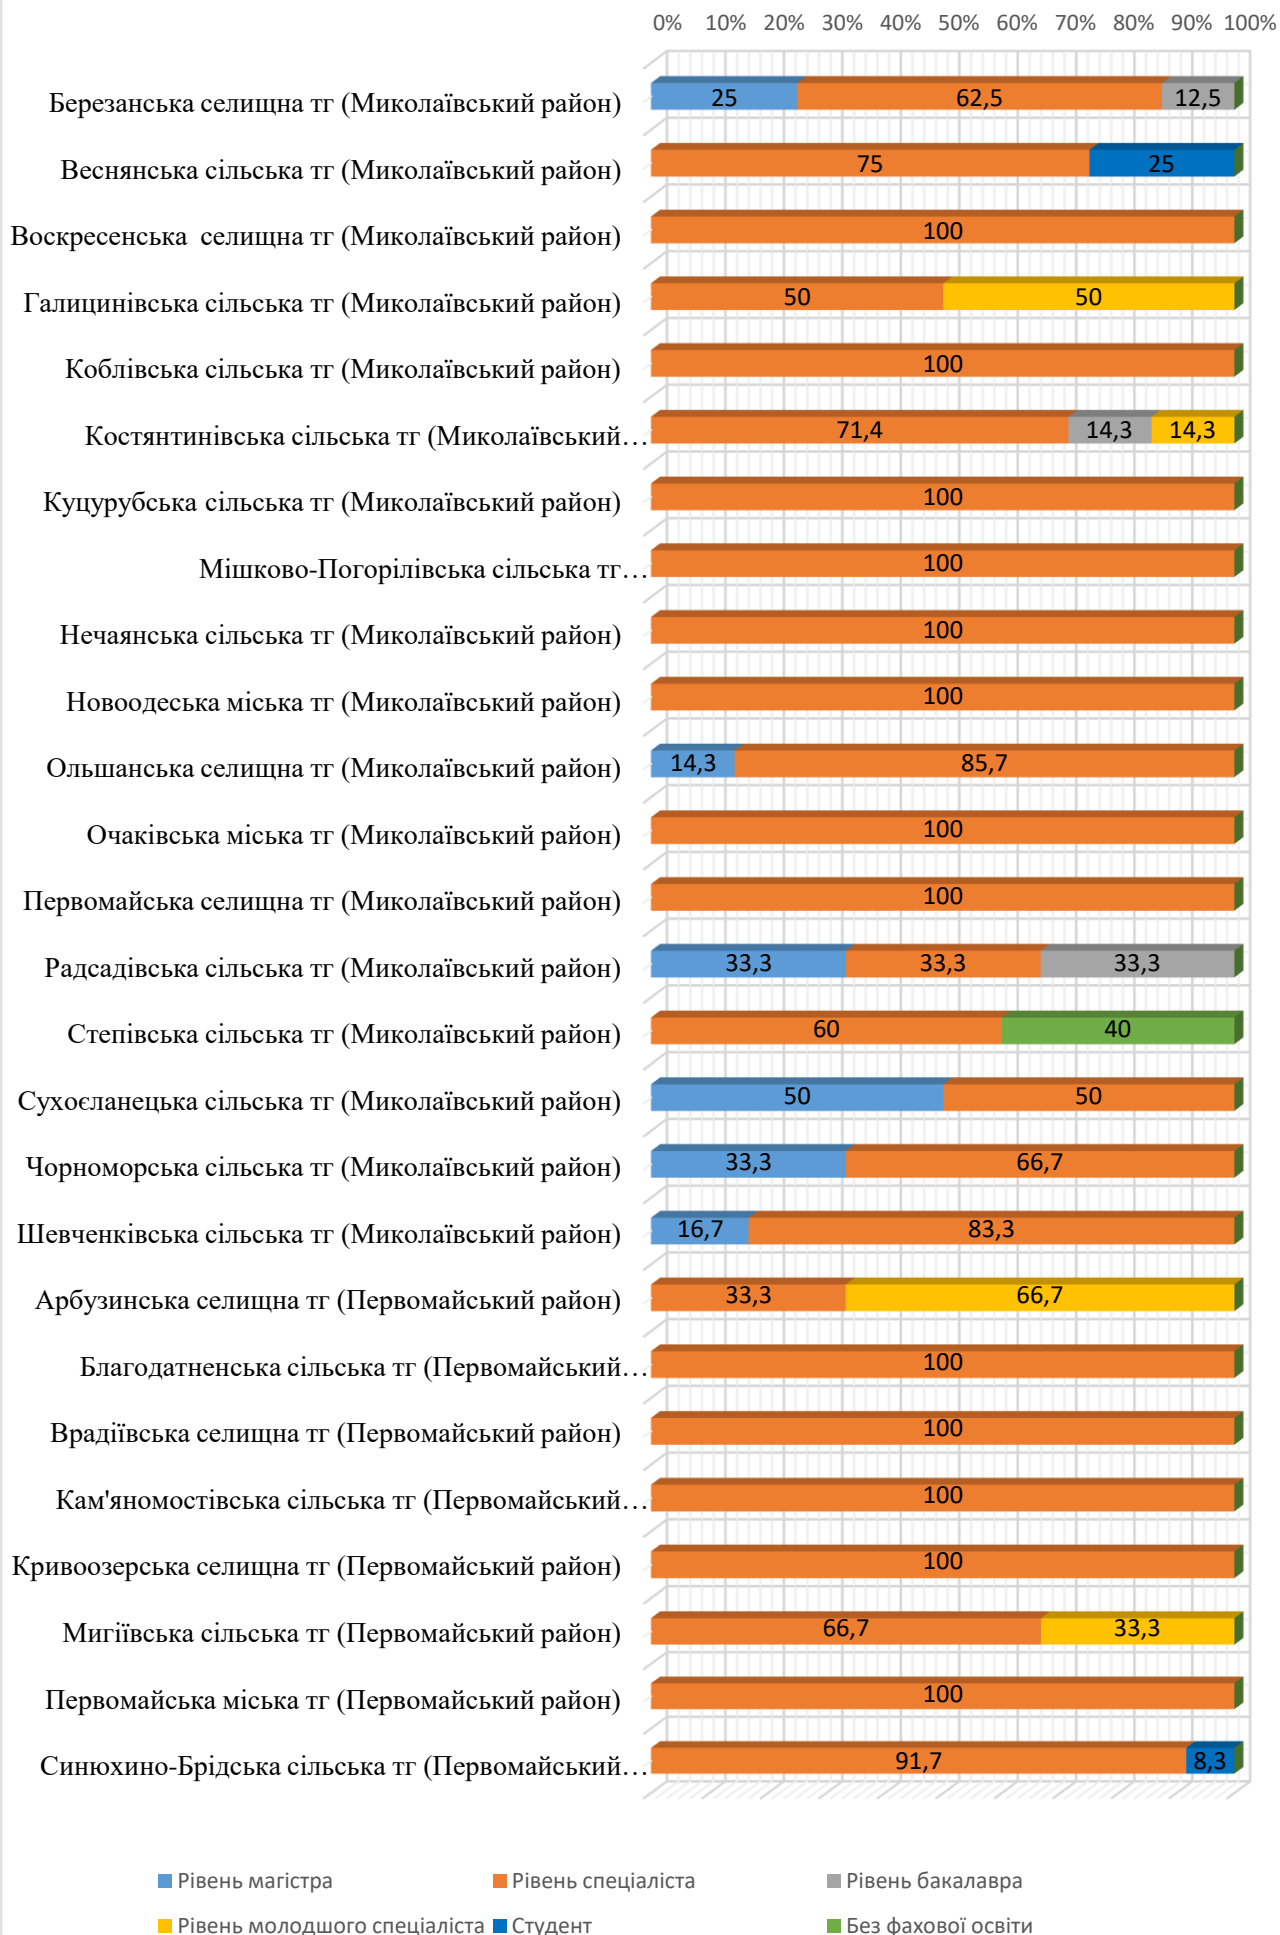 0% 10% 20% 30% 40% 50% 60% 70% 80% 90% 100%
Березанська селищна тг (Миколаївський район) 25 62,5 12,5
Веснянська сільська тг (Миколаївський район) 75 25
Воскресенська селищна тг (Миколаївський район) 100
Галицинівська сільська тг (Миколаївський район) 50 50
Коблівська сільська тг (Миколаївський район) 100
Костянтинівська сільська тг (Миколаївський… 71,4 14,3 14,3
Куцурубська сільська тг (Миколаївський район) 100
Мішково-Погорілівська сільська тг… 100
Нечаянська сільська тг (Миколаївський район) 100
Новоодеська міська тг (Миколаївський район) 100
Ольшанська селищна тг (Миколаївський район) 14,3 85,7
Очаківська міська тг (Миколаївський район) 100
Первомайська селищна тг (Миколаївський район) 100
Радсадівська сільська тг (Миколаївський район) 33,3 33,3 33,3
Степівська сільська тг (Миколаївський район) 60 40
Сухоєланецька сільська тг (Миколаївський район) 50 50
Чорноморська сільська тг (Миколаївський район) 33,3 66,7
Шевченківська сільська тг (Миколаївський район) 16,7 83,3
Арбузинська селищна тг (Первомайський район) 33,3 66,7
Благодатненська сільська тг (Первомайський… 100
Врадіївська селищна тг (Первомайський район) 100
Кам'яномостівська сільська тг (Первомайський… 100
Кривоозерська селищна тг (Первомайський район) 100
Мигіївська сільська тг (Первомайський район) 66,7 33,3
Первомайська міська тг (Первомайський район) 100
Синюхино-Брідська сільська тг (Первомайський… 91,7 8,3
Рівень магістра Рівень спеціаліста Рівень бакалавра
Рівень молодшого спеціаліста Студент Без фахової освіти